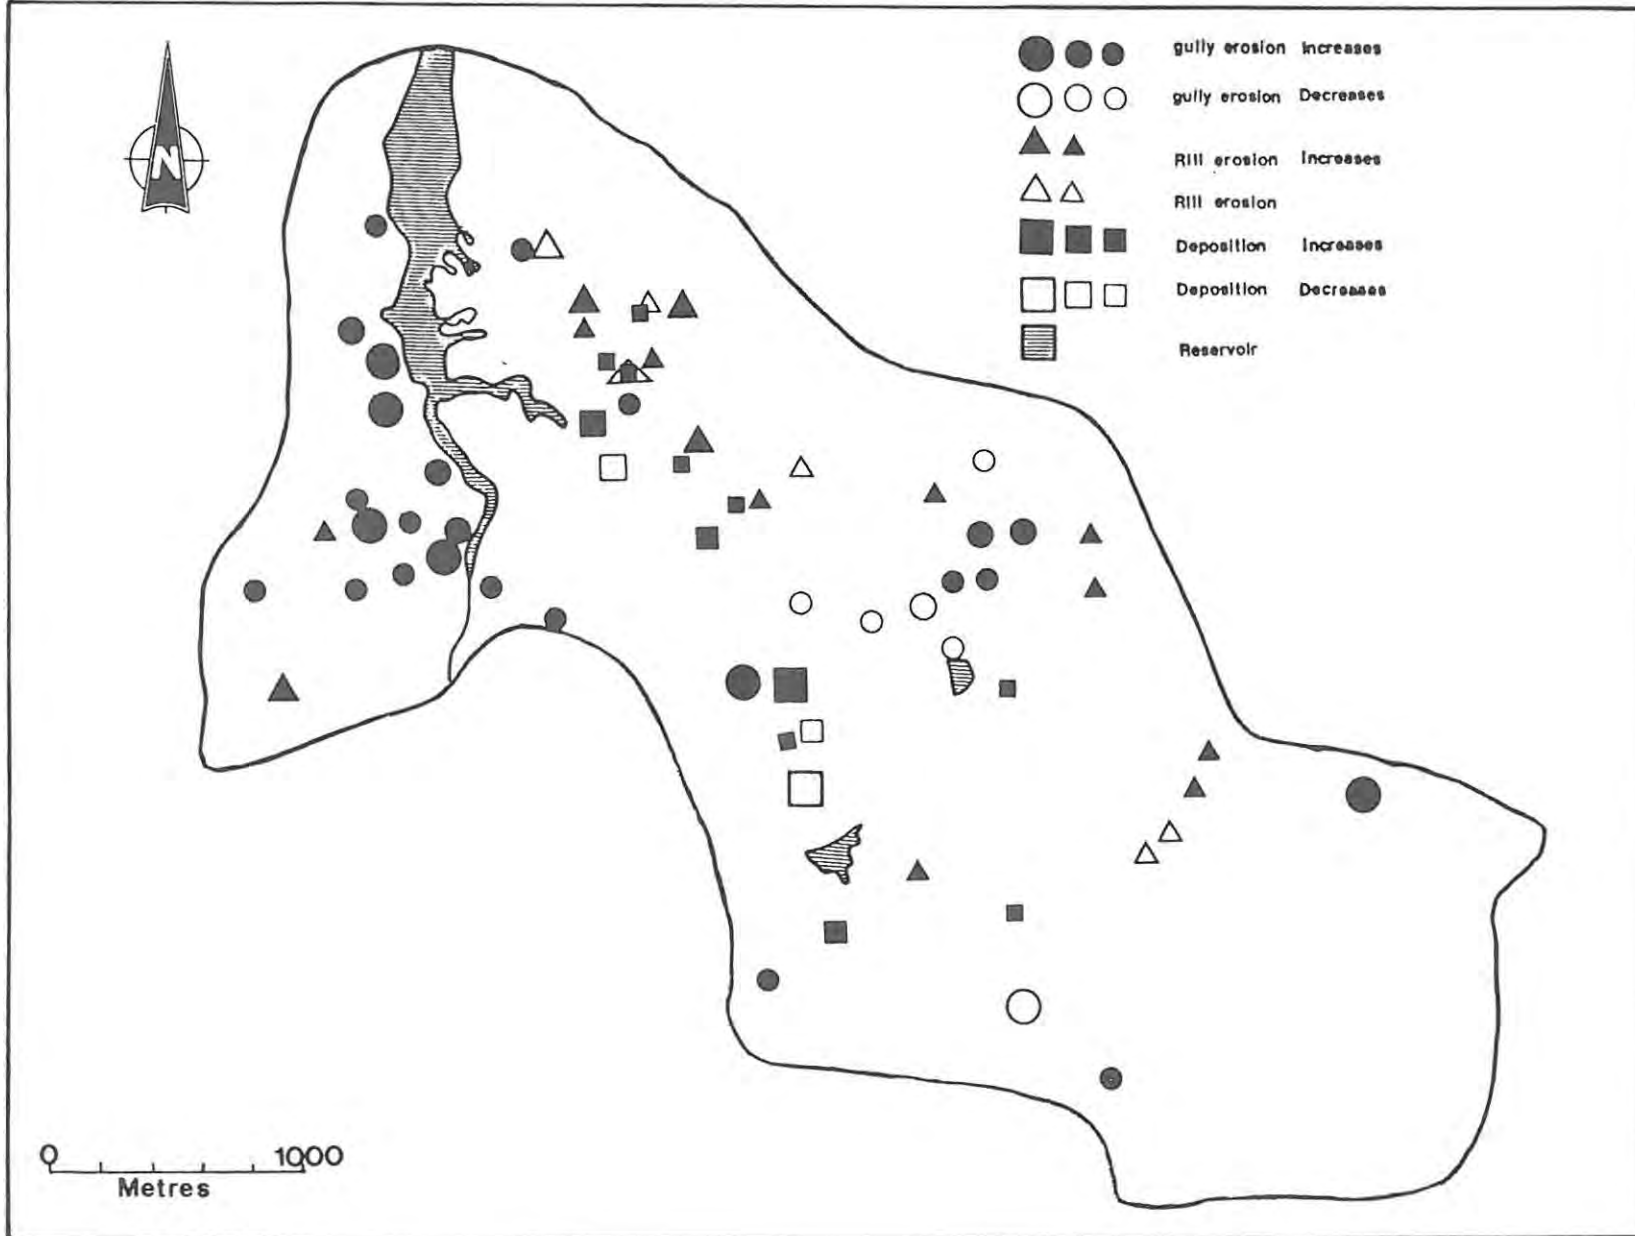 N
gully erosion Increases
gully erosion Decreases
Rill erosion Increases
Rill erosion
Deposition Increases
Deposition Decreases
Reservoir
0 1000
Metres